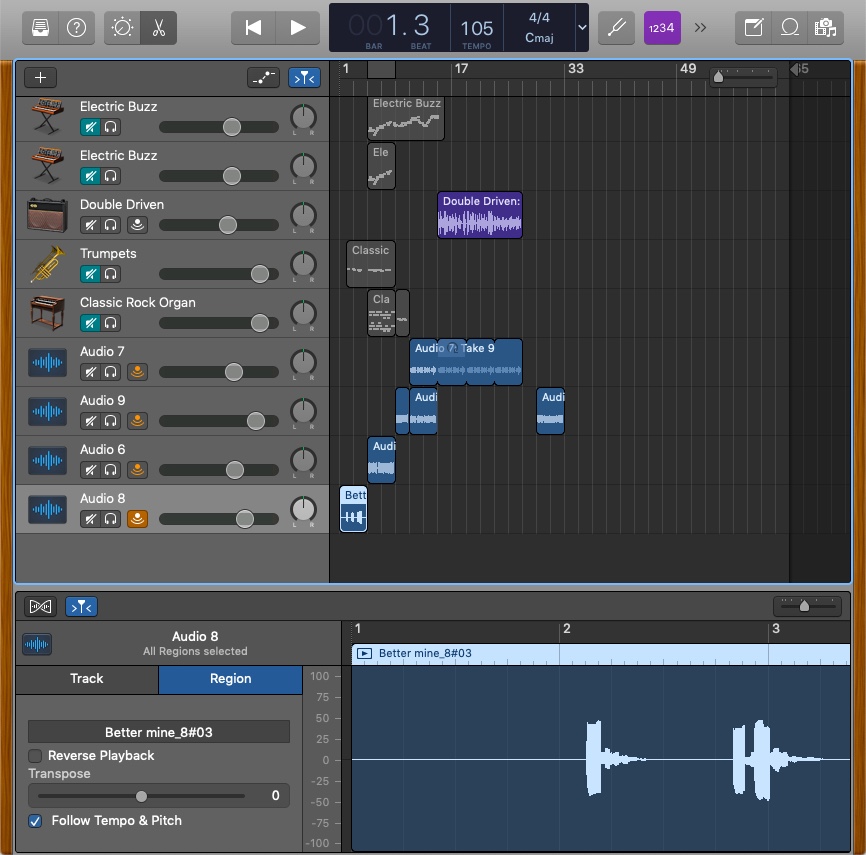 001.3
BAR BEAT
105
TEMPO
4/4
Cmaj
1234
1 17 33 49 65
Electric Buzz
Electric Buzz
L R
Electric Buzz
Ele
L R
Double Driven
Double Driven:
L R
Trumpets
Classic
L R
Classic Rock Organ
Cla
L R
Audio 7
Audio 7: Take 9
L R
Audio 9
Audi
Audi
L R
Audio 6
Audi
L R
Audio 8
Bett
L R
1 2 3
Audio 8
All Regions selected
Better mine_8#03
Track Region
100
75
50
25
0
-25
-50
-75
-100
Better mine_8#03
Reverse Playback
Transpose
0
Follow Tempo & Pitch